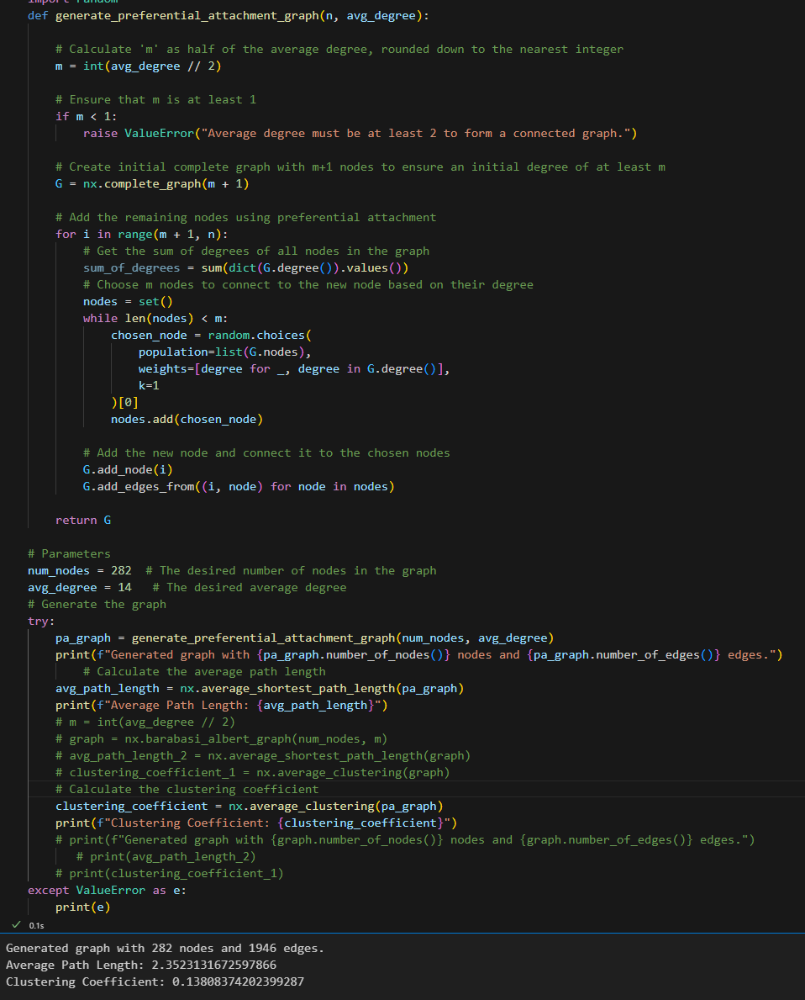 import random
def generate_preferential_attachment_graph(n, avg_degree):
# Calculate 'm' as half of the average degree, rounded down to the nearest integer
m = int(avg_degree // 2)
# Ensure that m is at least 1
if m < 1:
raise ValueError("Average degree must be at least 2 to form a connected graph.")
# Create initial complete graph with m+1 nodes to ensure an initial degree of at least m
G = nx.complete_graph(m + 1)
# Add the remaining nodes using preferential attachment
for i in range(m + 1, n):
# Get the sum of degrees of all nodes in the graph
sum_of_degrees = sum(dict(G.degree()).values())
# Choose m nodes to connect to the new node based on their degree
nodes = set()
while len(nodes) < m:
chosen_node = random.choices(
population=list(G.nodes),
weights=[degree for _, degree in G.degree()],
k=1
)[0]
nodes.add(chosen_node)
# Add the new node and connect it to the chosen nodes
G.add_node(i)
G.add_edges_from((i, node) for node in nodes)
return G
# Parameters
num_nodes = 282  # The desired number of nodes in the graph
avg_degree = 14   # The desired average degree
# Generate the graph
try:
pa_graph = generate_preferential_attachment_graph(num_nodes, avg_degree)
print(f"Generated graph with {pa_graph.number_of_nodes()} nodes and {pa_graph.number_of_edges()} edges.")
# Calculate the average path length
avg_path_length = nx.average_shortest_path_length(pa_graph)
print(f"Average Path Length: {avg_path_length}")
# m = int(avg_degree // 2)
# graph = nx.barabasi_albert_graph(num_nodes, m)
# avg_path_length_2 = nx.average_shortest_path_length(graph)
# clustering_coefficient_1 = nx.average_clustering(graph)
# Calculate the clustering coefficient
clustering_coefficient = nx.average_clustering(pa_graph)
print(f"Clustering Coefficient: {clustering_coefficient}")
# print(f"Generated graph with {graph.number_of_nodes()} nodes and {graph.number_of_edges()} edges.")
# print(avg_path_length_2)
# print(clustering_coefficient_1)
except ValueError as e:
print(e)
0.1s
Generated graph with 282 nodes and 1946 edges.
Average Path Length: 2.3523131672597866
Clustering Coefficient: 0.13808374202399287